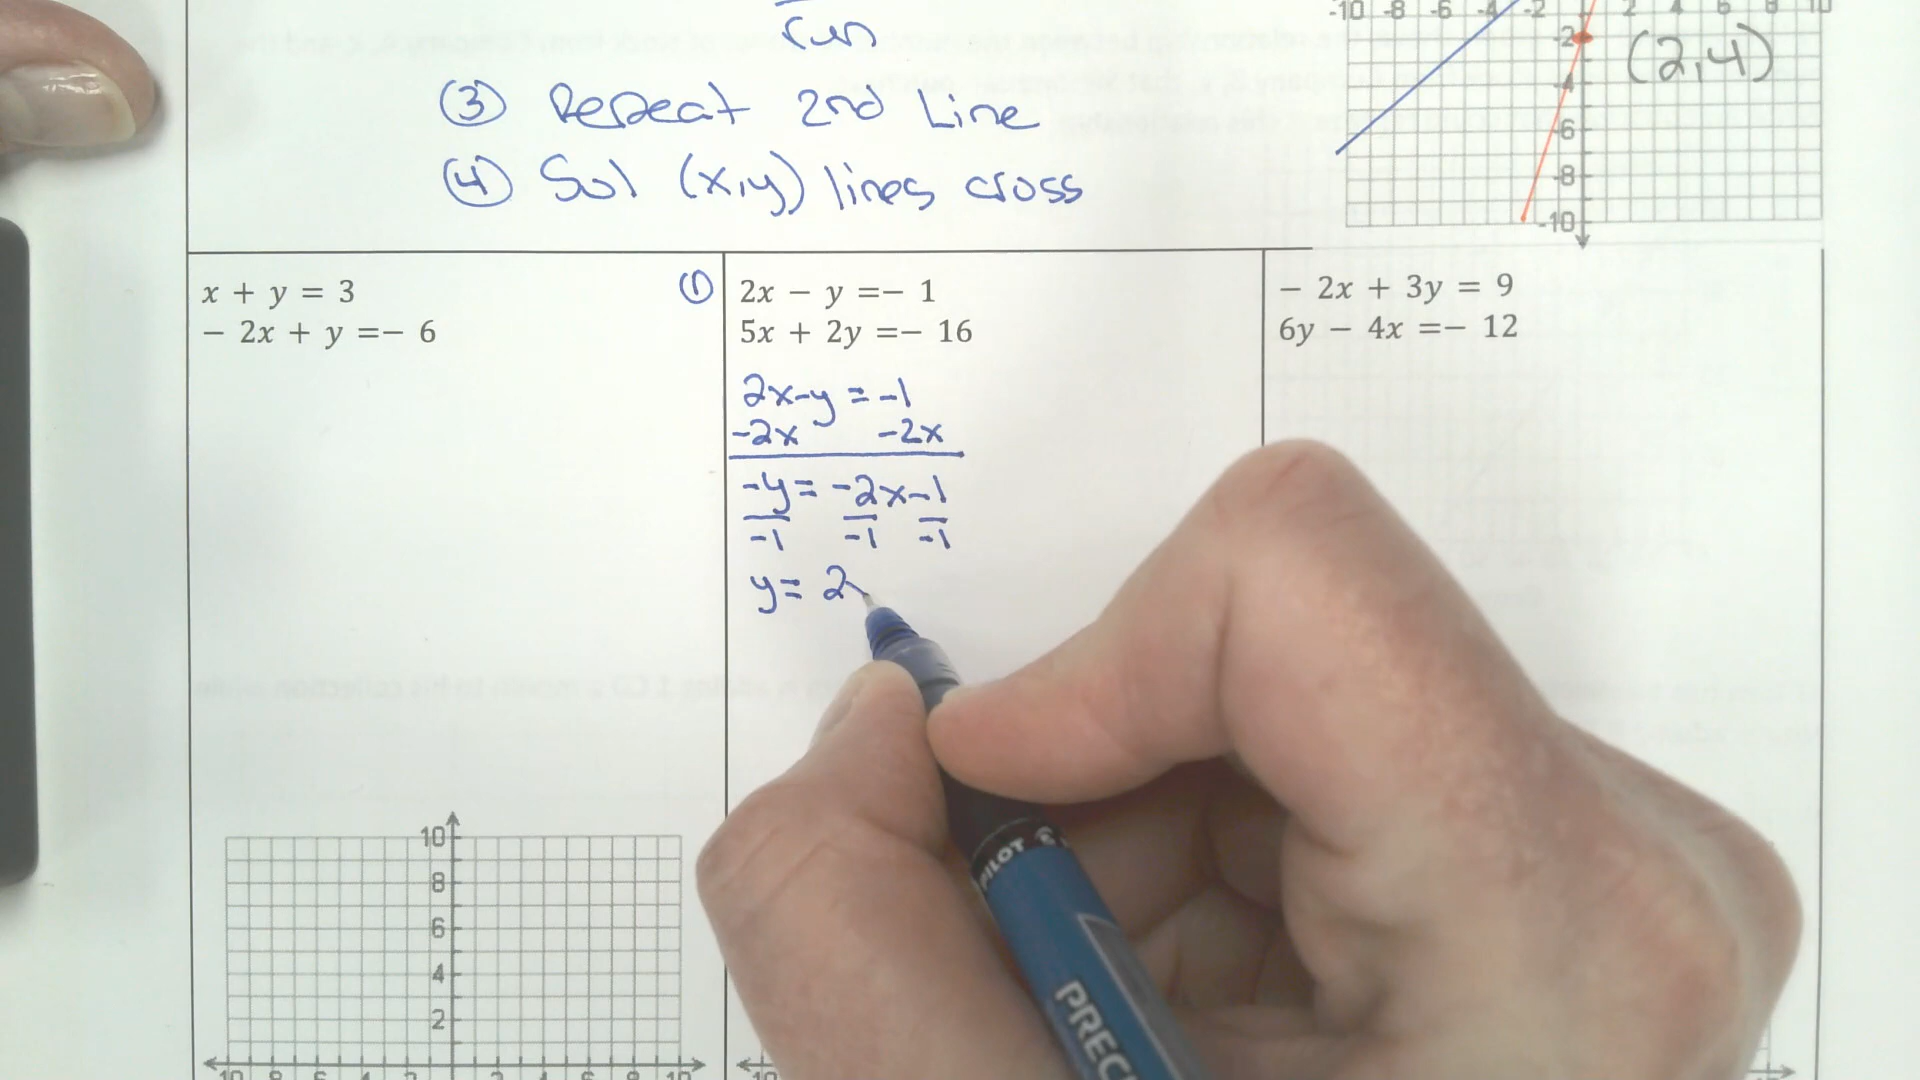 run
③ Repeat 2nd Line
④ Sol (x,y) lines cross
-10 -8 -6 -4 -2 2 4 6 8 10
-2
-4
-6
-8
-10
(2,4)
x + y = 3
− 2x + y =− 6
①
2x − y =− 1
5x + 2y =− 16
2x-y = -1
-2x -2x
-y = -2x-1
-1 -1 -1
y = 2x
− 2x + 3y = 9
6y − 4x =− 12
10
8
6
4
2
PILOT
PREC